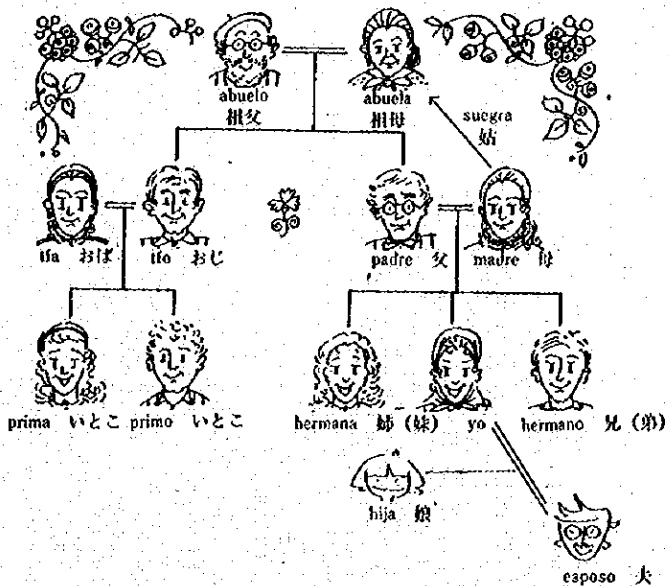 abuelo
祖父
abuela
祖母
suegra
姑
tía おば
tío おじ
padre 父
madre 母
prima いとこ
primo いとこ
hermana 姉 (妹)
yo
hermano 兄 (弟)
hija 娘
esposo 夫